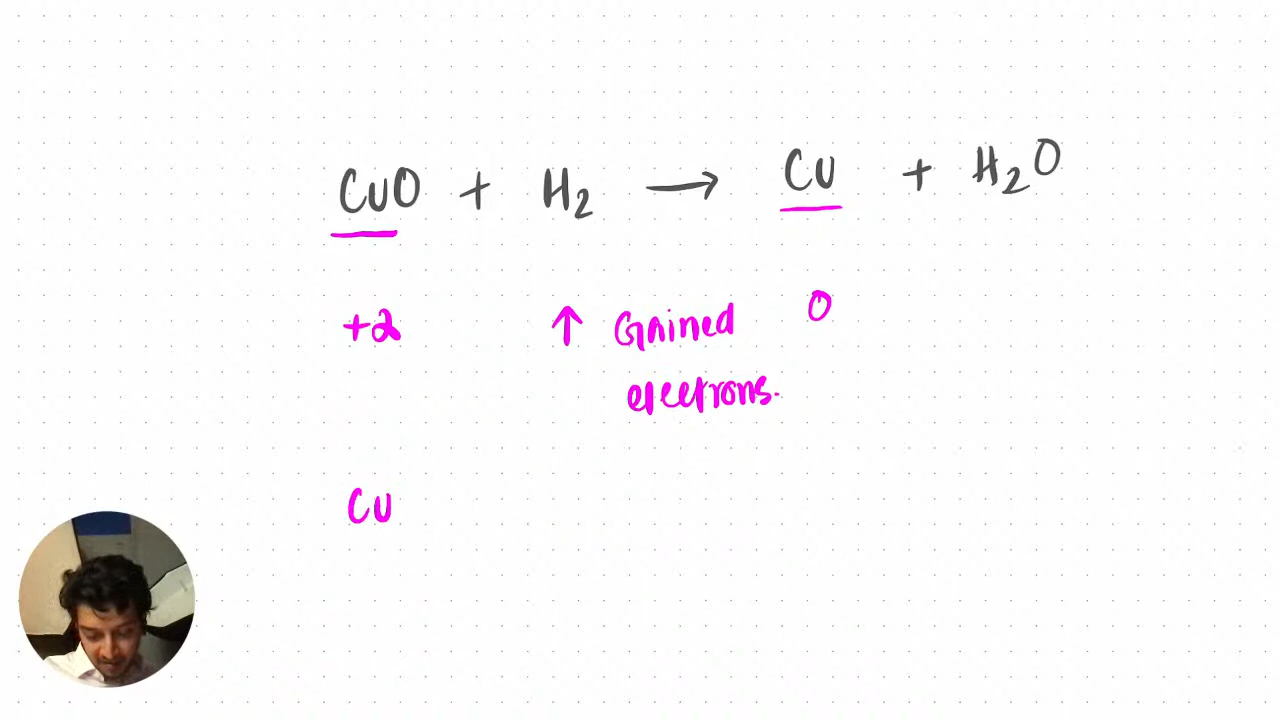 CuO + H₂ → Cu + H₂O
+2 ↑ Gained 0
electrons.
Cu